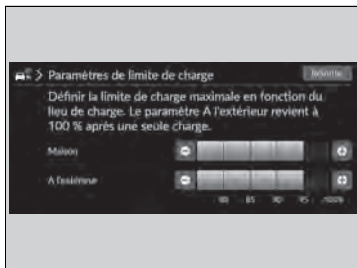 Paramètres de limite de charge
Définir la limite de charge maximale en fonction du
lieu de charge. Le paramètre A l'extérieur revient à
100 % après une seule charge.
Maison
A l'extérieur
80 85 90 95 100%